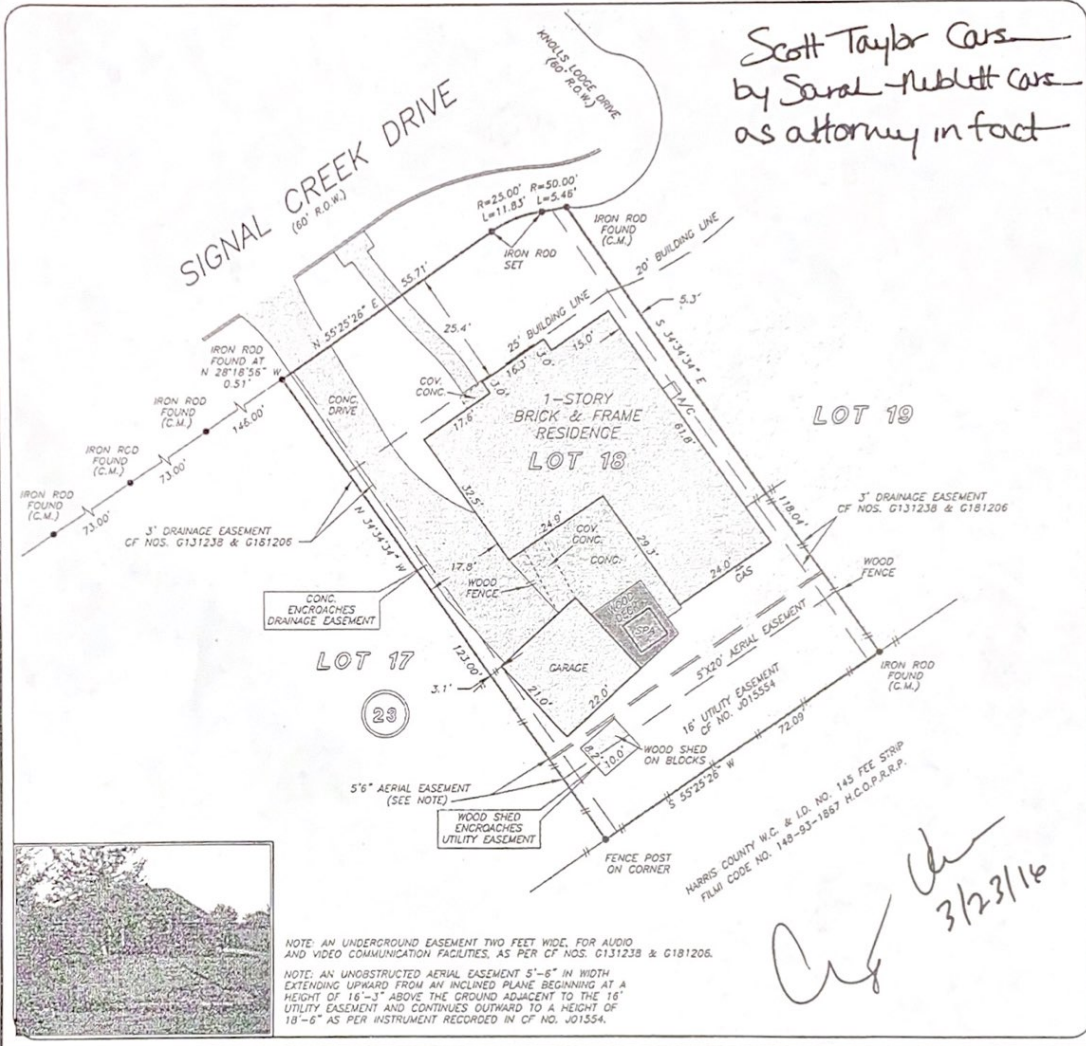 Scott Taylor Cars
by Sarah Neblett Cars
as attorney in fact
KNOLLS LODGE DRIVE
(60' R.O.W.)
SIGNAL CREEK DRIVE
(60' R.O.W.)
R=25.00' R=50.00'
L=11.83' L=5.46'
IRON ROD
FOUND
(C.M.)
IRON ROD
SET
20' BUILDING LINE
55.71'
N 55°25'26" E
25.4'
25' BUILDING LINE
5.3'
S 34°34'34" E
IRON ROD
FOUND AT
N 28°18'56" W
0.51'
COV.
CONC.
3.0'
16.3'
3.0'
15.0'
17.6'
CONC.
DRIVE
IRON ROD
FOUND
(C.M.)
146.00'
1-STORY
BRICK & FRAME
RESIDENCE
LOT 18
A/C
61.8'
LOT 19
IRON ROD
FOUND
(C.M.)
73.00'
IRON ROD
FOUND
(C.M.)
73.00'
3' DRAINAGE EASEMENT
CF NOS. G131238 & G181206
N 34°34'34" W
32.5'
118.04'
3' DRAINAGE EASEMENT
CF NOS. G131238 & G181206
24.9'
COV.
CONC.
CONC.
29.3'
17.8'
WOOD
FENCE
24.0'
GAS
WOOD
FENCE
CONC.
ENCROACHES
DRAINAGE EASEMENT
WOOD
DECK
SPA
LOT 17
123.00'
GARAGE
5'X20' AERIAL EASEMENT
IRON ROD
FOUND
(C.M.)
3.1'
21.0'
22.0'
23
16' UTILITY EASEMENT
CF NO. J015554
72.09
8.2'
10.0'
WOOD SHED
ON BLOCKS
5'6" AERIAL EASEMENT
(SEE NOTE)
S 55°25'26" W
WOOD SHED
ENCROACHES
UTILITY EASEMENT
FENCE POST
ON CORNER
HARRIS COUNTY W.C. & I.D. NO. 145 FEE STRIP
FILM CODE NO. 148-93-1867 H.C.O.P.R.R.P.
3/23/16
NOTE: AN UNDERGROUND EASEMENT TWO FEET WIDE, FOR AUDIO
AND VIDEO COMMUNICATION FACILITIES, AS PER CF NOS. G131238 & G181206.
NOTE: AN UNOBSTRUCTED AERIAL EASEMENT 5'-6" IN WIDTH
EXTENDING UPWARD FROM AN INCLINED PLANE BEGINNING AT A
HEIGHT OF 16'-3" ABOVE THE GROUND ADJACENT TO THE 16'
UTILITY EASEMENT AND CONTINUES OUTWARD TO A HEIGHT OF
18'-6" AS PER INSTRUMENT RECORDED IN CF NO. J01554.